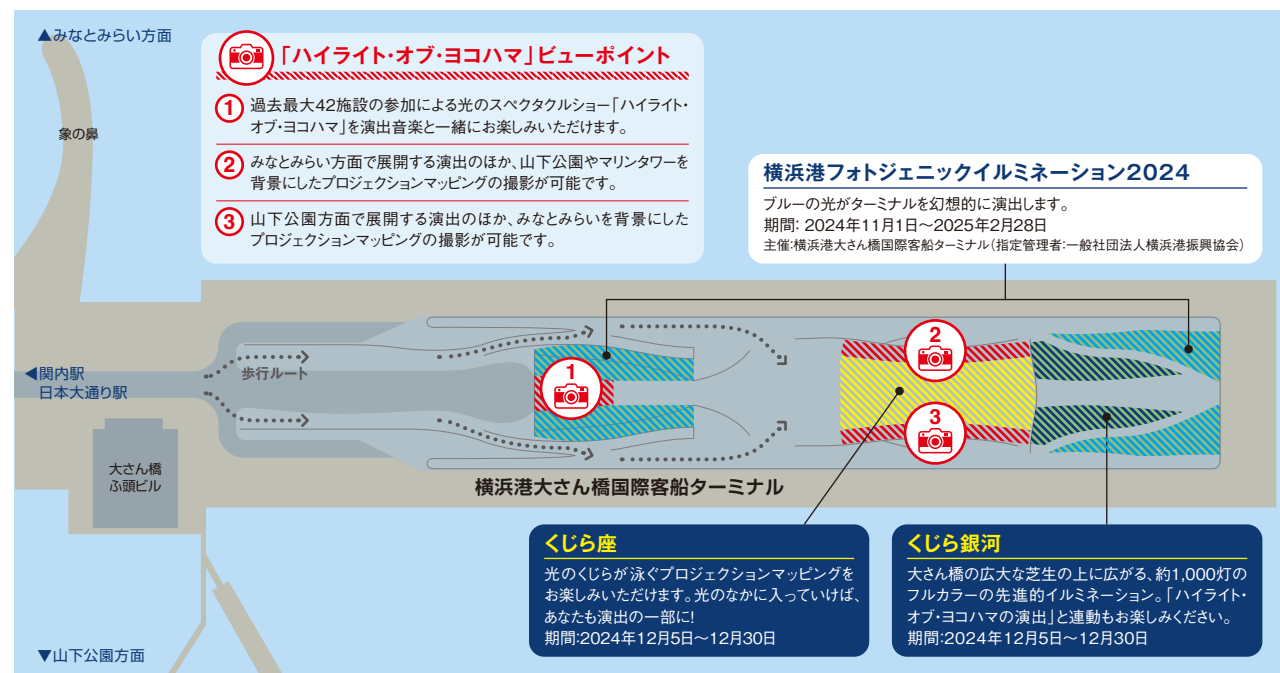 ▲みなとみらい方面
象の鼻
「ハイライト・オブ・ヨコハマ」ビューポイント
1 過去最大42施設の参加による光のスペクタクルショー「ハイライト・
オブ・ヨコハマ」を演出音楽と一緒にお楽しみいただけます。
2 みなとみらい方面で展開する演出のほか、山下公園やマリンタワーを
背景にしたプロジェクションマッピングの撮影が可能です。
3 山下公園方面で展開する演出のほか、みなとみらいを背景にした
プロジェクションマッピングの撮影が可能です。
横浜港フォトジェニックイルミネーション2024
ブルーの光がターミナルを幻想的に演出します。
期間: 2024年11月1日～2025年2月28日
主催:横浜港大さん橋国際客船ターミナル(指定管理者:一般社団法人横浜港振興協会)
◀関内駅
日本大通り駅
歩行ルート
1
2
3
大さん橋
ふ頭ビル
横浜港大さん橋国際客船ターミナル
くじら座
光のくじらが泳ぐプロジェクションマッピングを
お楽しみいただけます。光のなかに入っていけば、
あなたも演出の一部に!
期間:2024年12月5日～12月30日
くじら銀河
大さん橋の広大な芝生の上に広がる、約1,000灯の
フルカラーの先進的イルミネーション。「ハイライト・
オブ・ヨコハマの演出」と連動もお楽しみください。
期間:2024年12月5日～12月30日
▼山下公園方面